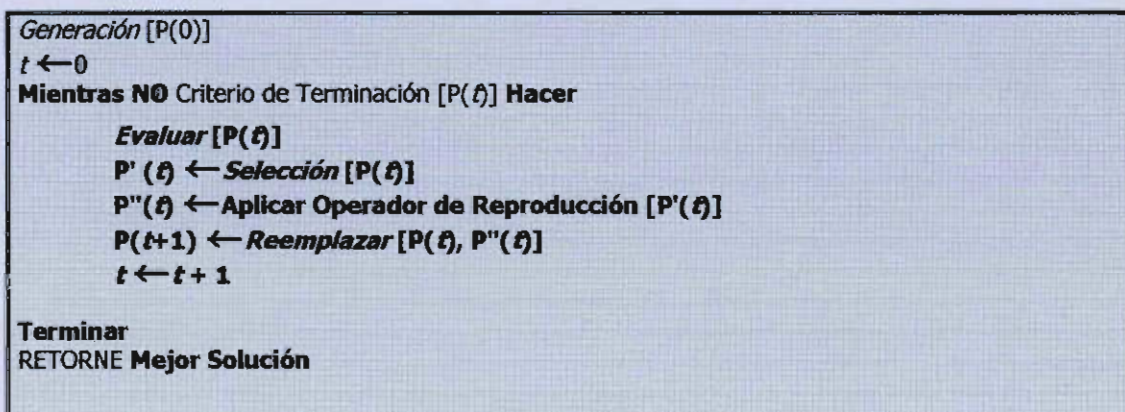 Generación [P(0)]
t ←0
Mientras NO Criterio de Terminación [P(t)] Hacer
Evaluar [P(t)]
P' (t) ← Selección [P(t)]
P''(t) ← Aplicar Operador de Reproducción [P'(t)]
P(t+1) ← Reemplazar [P(t), P''(t)]
t ← t + 1
Terminar
RETORNE Mejor Solución